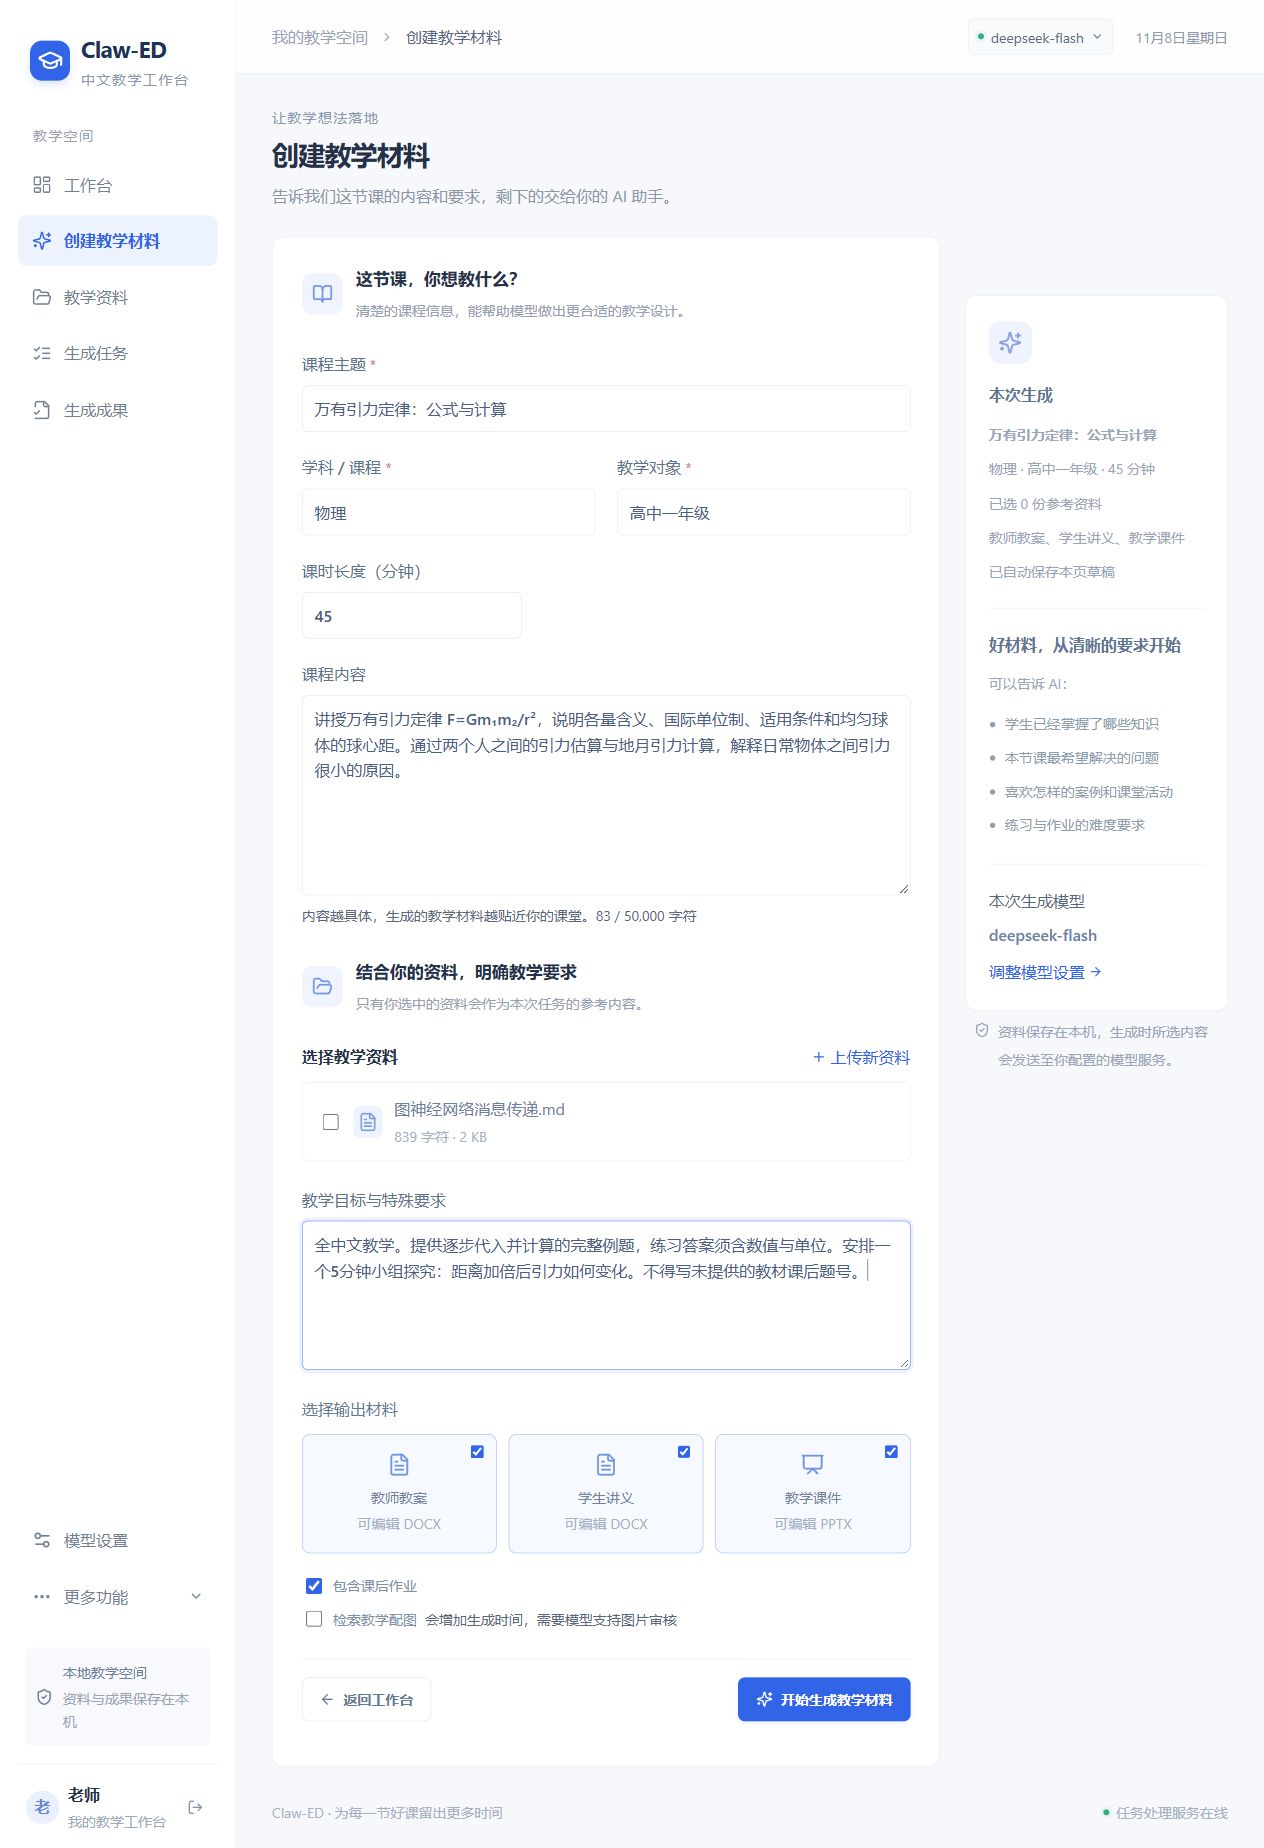 Claw-ED
中文教学工作台
教学空间
工作台
创建教学材料
教学资料
生成任务
生成成果
模型设置
更多功能
本地教学空间
资料与成果保存在本
机
老
老师
我的教学工作台
我的教学空间 › 创建教学材料
deepseek-flash
11月8日星期日
让教学想法落地
创建教学材料
告诉我们这节课的内容和要求，剩下的交给你的 AI 助手。
这节课，你想教什么？
清楚的课程信息，能帮助模型做出更合适的教学设计。
课程主题 *
万有引力定律：公式与计算
学科 / 课程 *
教学对象 *
物理
高中一年级
课时长度（分钟）
45
课程内容
讲授万有引力定律 F=Gm₁m₂/r²，说明各量含义、国际单位制、适用条件和均匀球
体的球心距。通过两个人之间的引力估算与地月引力计算，解释日常物体之间引力
很小的原因。
内容越具体，生成的教学材料越贴近你的课堂。83 / 50,000 字符
结合你的资料，明确教学要求
只有你选中的资料会作为本次任务的参考内容。
选择教学资料
+ 上传新资料
图神经网络消息传递.md
839 字符 · 2 KB
教学目标与特殊要求
全中文教学。提供逐步代入并计算的完整例题，练习答案须含数值与单位。安排一
个5分钟小组探究：距离加倍后引力如何变化。不得写未提供的教材课后题号。
选择输出材料
教师教案
可编辑 DOCX
学生讲义
可编辑 DOCX
教学课件
可编辑 PPTX
包含课后作业
检索教学配图 会增加生成时间，需要模型支持图片审核
← 返回工作台
开始生成教学材料
本次生成
万有引力定律：公式与计算
物理 · 高中一年级 · 45 分钟
已选 0 份参考资料
教师教案、学生讲义、教学课件
已自动保存本页草稿
好材料，从清晰的要求开始
可以告诉 AI：
• 学生已经掌握了哪些知识
• 本节课最希望解决的问题
• 喜欢怎样的案例和课堂活动
• 练习与作业的难度要求
本次生成模型
deepseek-flash
调整模型设置 →
资料保存在本机，生成时所选内容
会发送至你配置的模型服务。
Claw-ED · 为每一节好课留出更多时间
任务处理服务在线